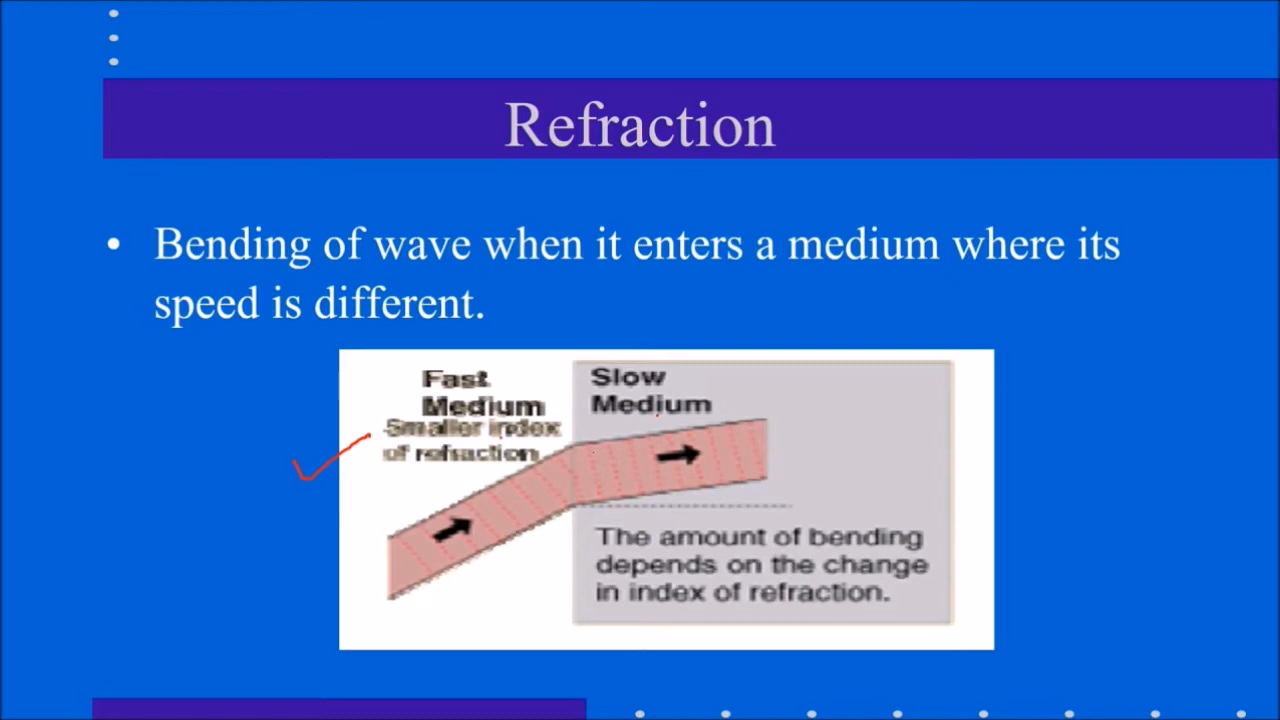 Refraction
• Bending of wave when it enters a medium where its
speed is different.
Fast
Medium
Smaller index
of refraction
Slow
Medium
The amount of bending
depends on the change
in index of refraction.